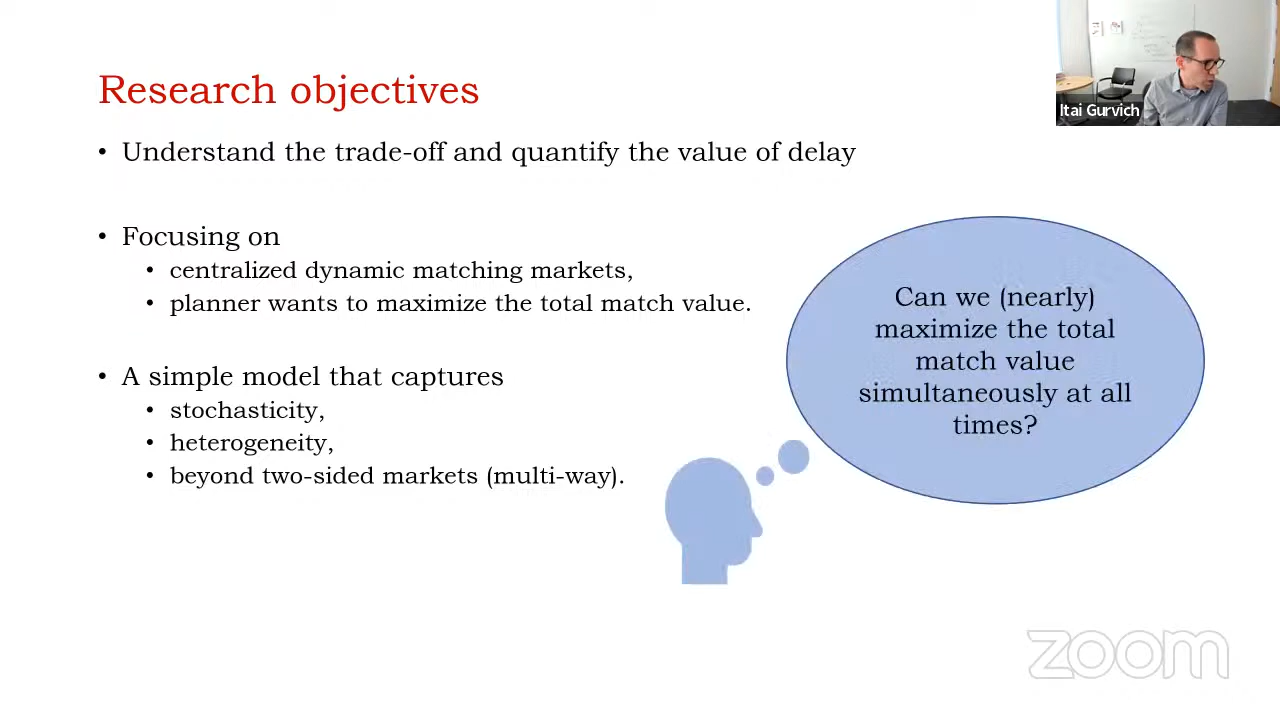 Research objectives
• Understand the trade-off and quantify the value of delay
• Focusing on
• centralized dynamic matching markets,
• planner wants to maximize the total match value.
• A simple model that captures
• stochasticity,
• heterogeneity,
• beyond two-sided markets (multi-way).
Can we (nearly)
maximize the total
match value
simultaneously at all
times?
Itai Gurvich
zoom